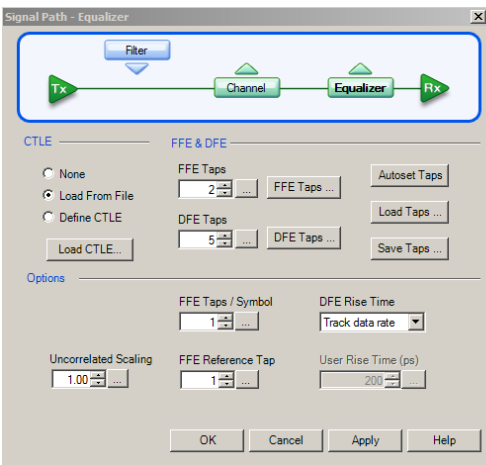 Signal Path - Equalizer
Filter
Tx
Channel
Equalizer
Rx
CTLE
FFE & DFE
None
Load From File
Define CTLE
Load CTLE...
FFE Taps
2
...
FFE Taps ...
DFE Taps
5
...
DFE Taps ...
Autoset Taps
Load Taps ...
Save Taps ...
Options
FFE Taps / Symbol
1
...
DFE Rise Time
Track data rate
Uncorrelated Scaling
1.00
...
FFE Reference Tap
1
...
User Rise Time (ps)
200
...
OK
Cancel
Apply
Help